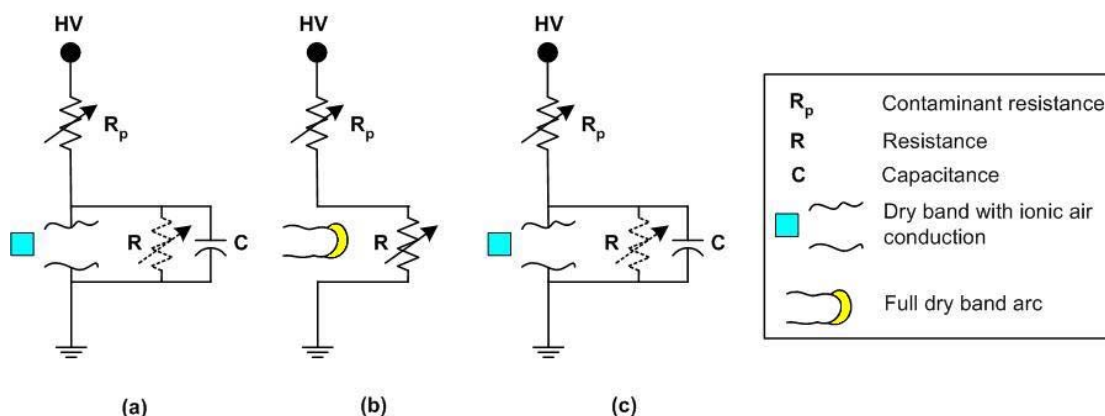 HV
R_p
R
C
(a)
HV
R_p
R
(b)
HV
R_p
R
C
(c)
R_p Contaminant resistance
R Resistance
C Capacitance
Dry band with ionic air
conduction
Full dry band arc